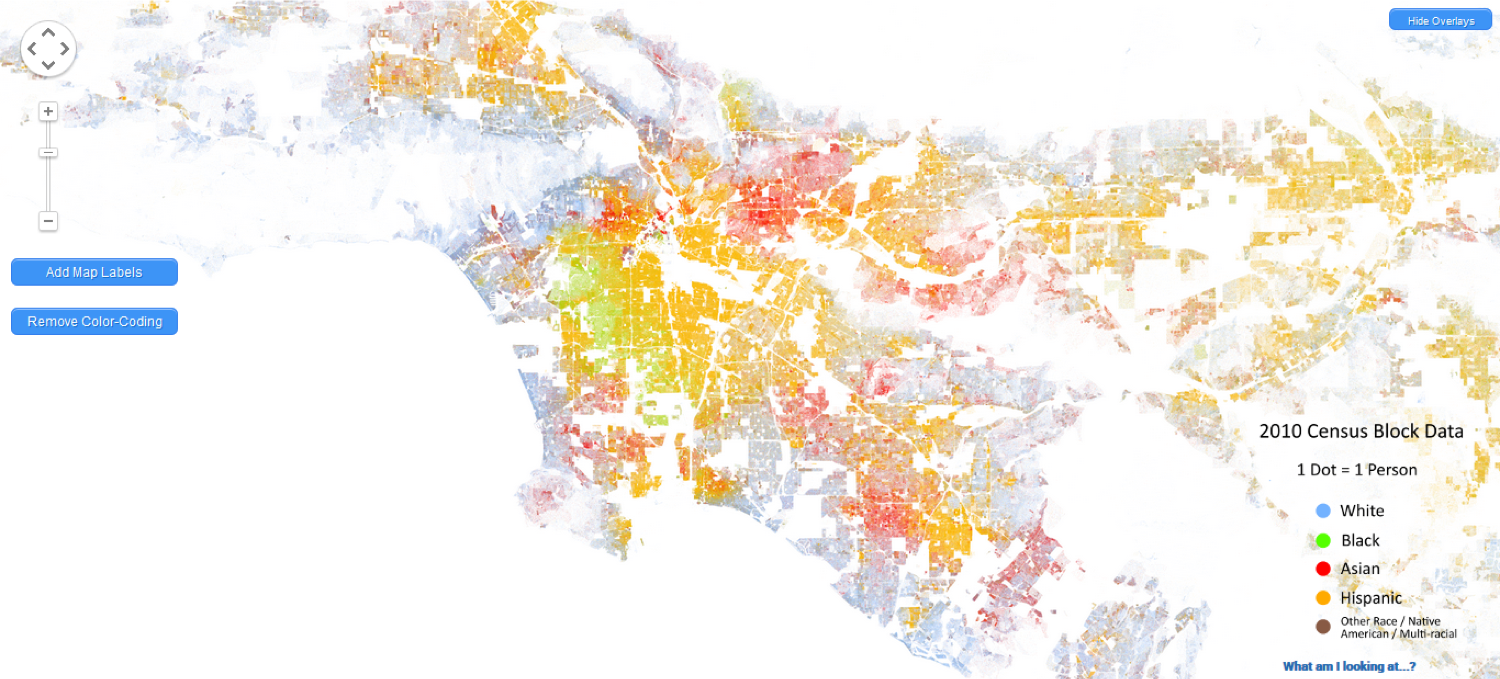 Hide Overlays
Add Map Labels
Remove Color-Coding
2010 Census Block Data
1 Dot = 1 Person
White
Black
Asian
Hispanic
Other Race / Native
American / Multi-racial
What am I looking at...?